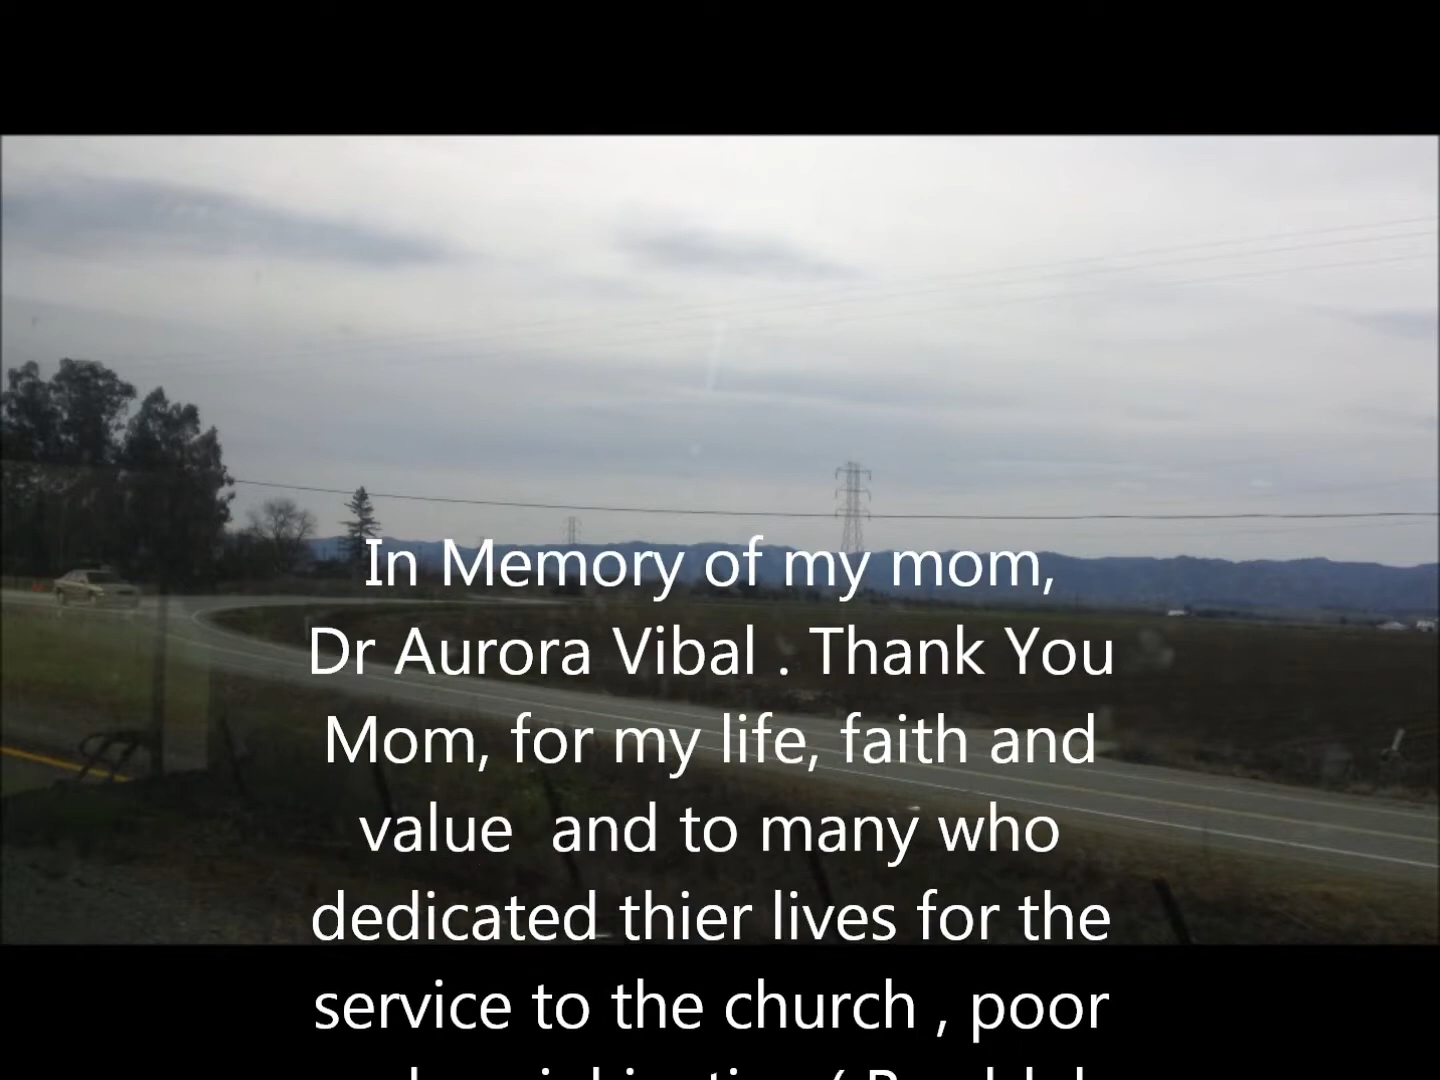 In Memory of my mom,
Dr Aurora Vibal . Thank You
Mom, for my life, faith and
value  and to many who
dedicated thier lives for the
service to the church , poor